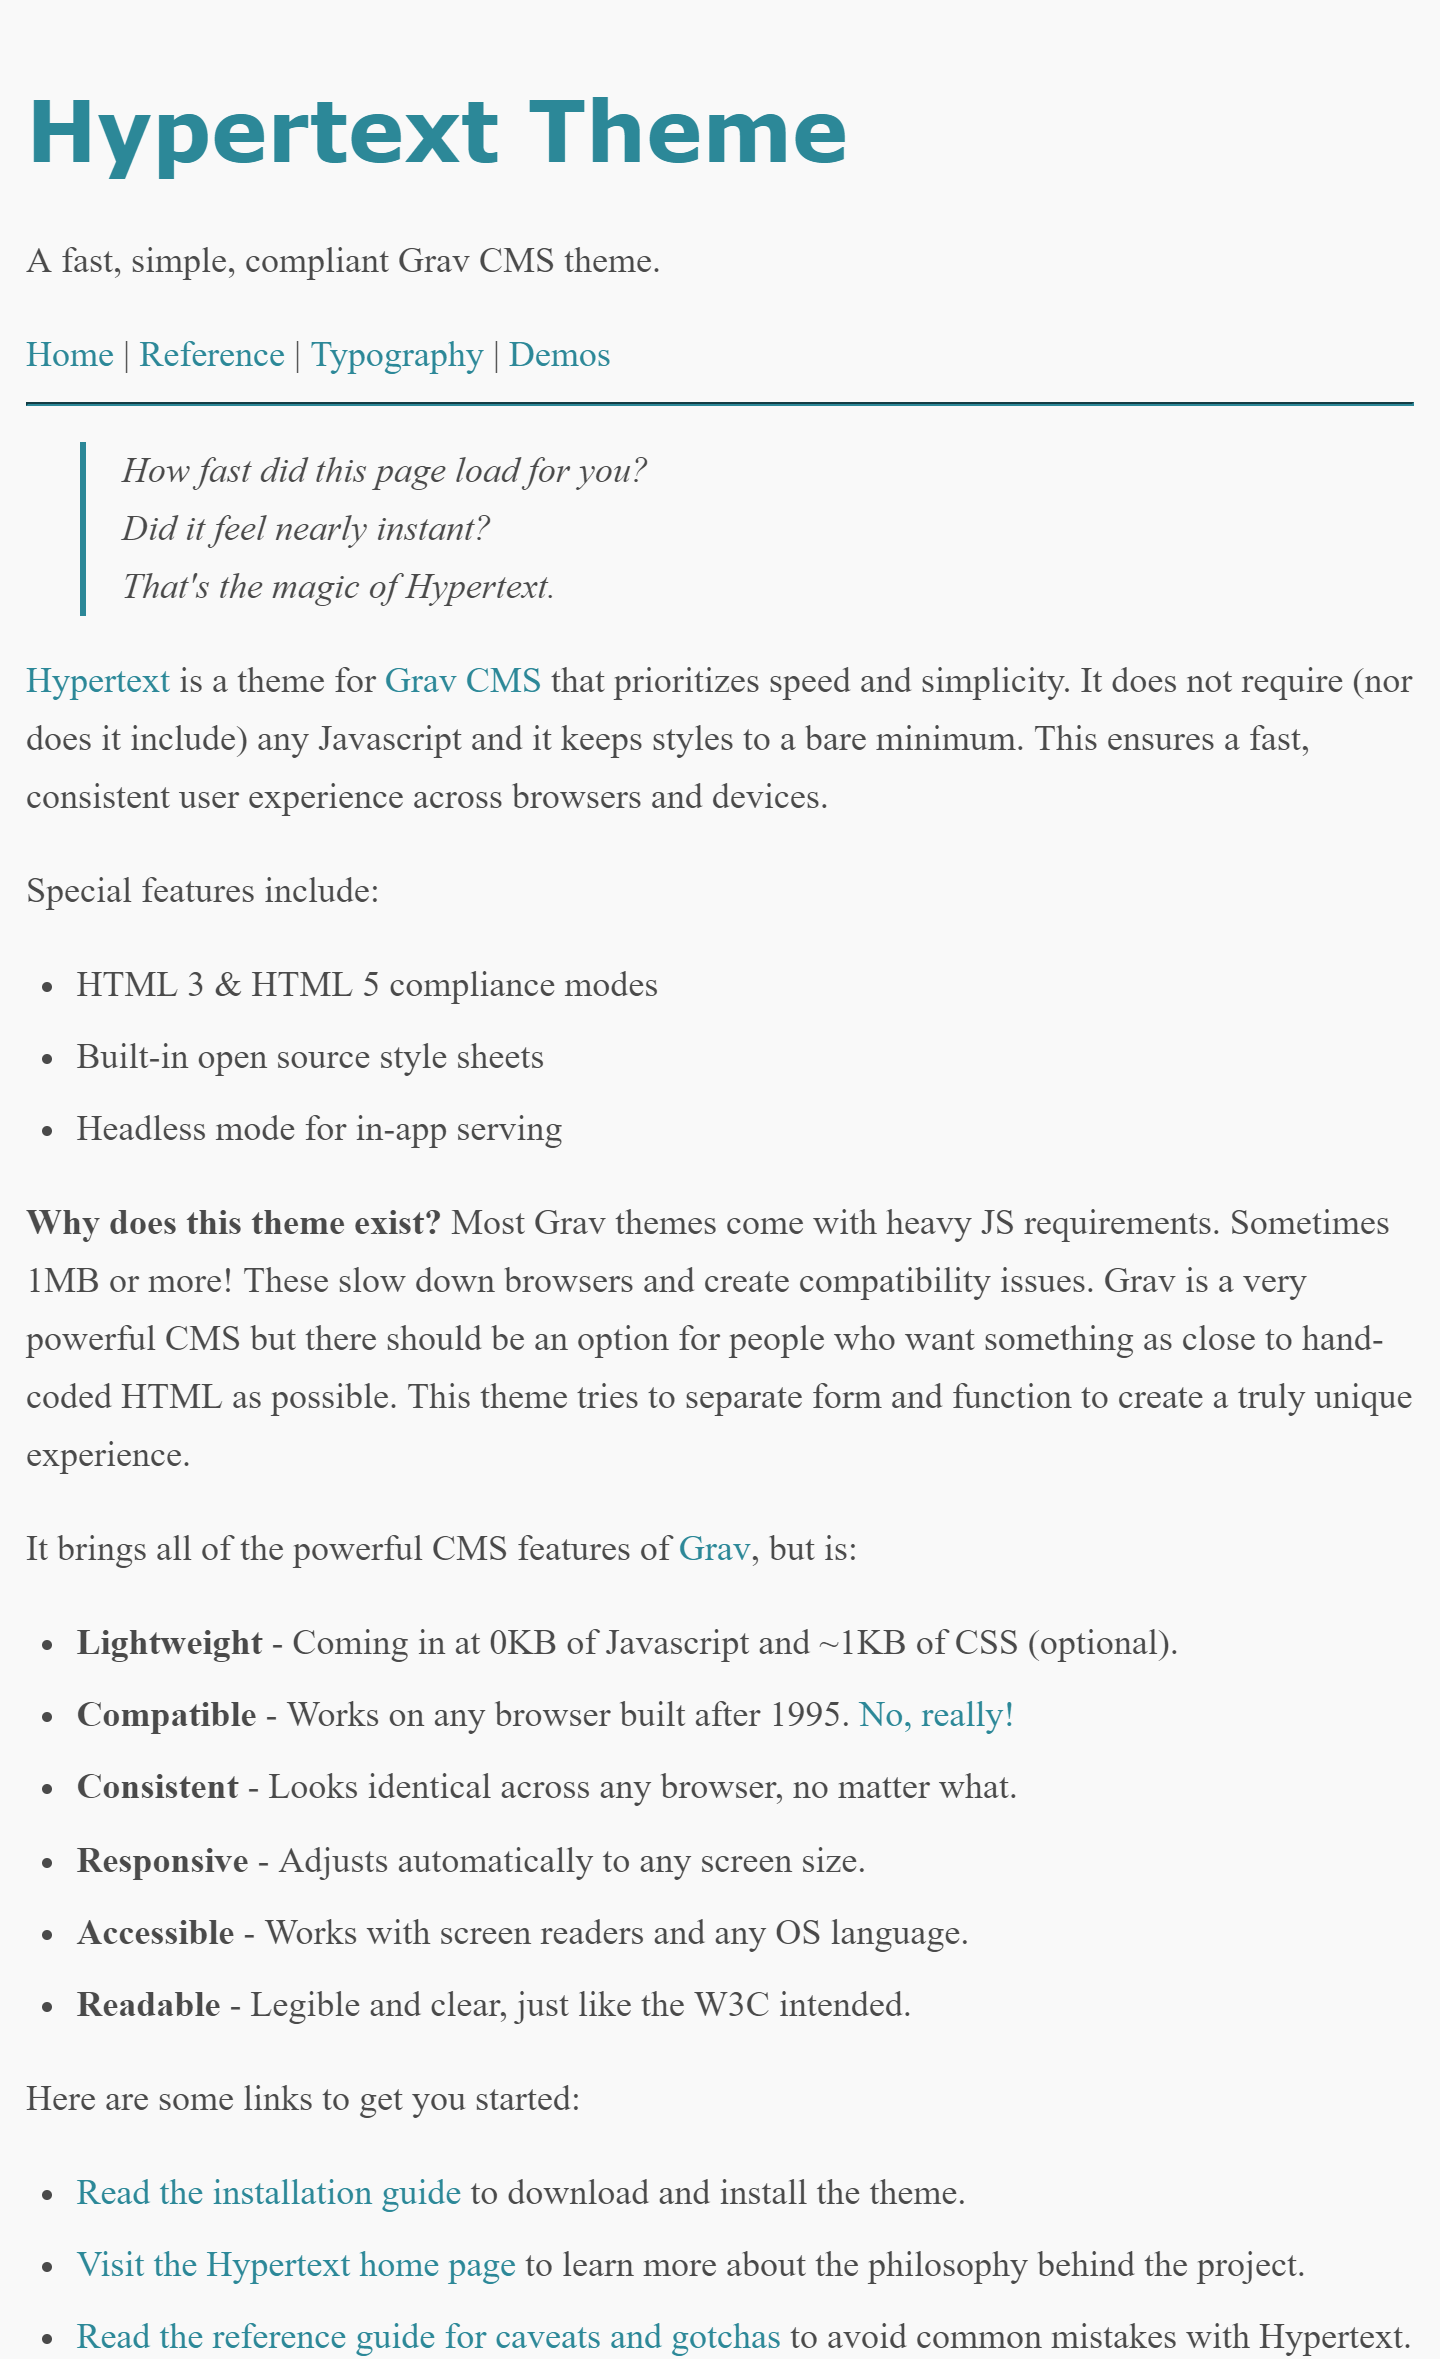 Hypertext Theme
A fast, simple, compliant Grav CMS theme.
Home | Reference | Typography | Demos
How fast did this page load for you?
Did it feel nearly instant?
That's the magic of Hypertext.
Hypertext is a theme for Grav CMS that prioritizes speed and simplicity. It does not require (nor
does it include) any Javascript and it keeps styles to a bare minimum. This ensures a fast,
consistent user experience across browsers and devices.
Special features include:
• HTML 3 & HTML 5 compliance modes
• Built-in open source style sheets
• Headless mode for in-app serving
Why does this theme exist? Most Grav themes come with heavy JS requirements. Sometimes
1MB or more! These slow down browsers and create compatibility issues. Grav is a very
powerful CMS but there should be an option for people who want something as close to hand-
coded HTML as possible. This theme tries to separate form and function to create a truly unique
experience.
It brings all of the powerful CMS features of Grav, but is:
• Lightweight - Coming in at 0KB of Javascript and ~1KB of CSS (optional).
• Compatible - Works on any browser built after 1995. No, really!
• Consistent - Looks identical across any browser, no matter what.
• Responsive - Adjusts automatically to any screen size.
• Accessible - Works with screen readers and any OS language.
• Readable - Legible and clear, just like the W3C intended.
Here are some links to get you started:
• Read the installation guide to download and install the theme.
• Visit the Hypertext home page to learn more about the philosophy behind the project.
• Read the reference guide for caveats and gotchas to avoid common mistakes with Hypertext.